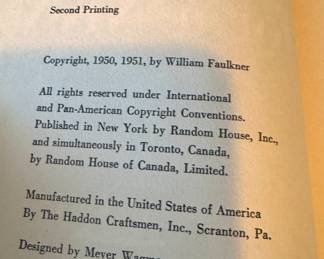 Second Printing
Copyright, 1950, 1951, by William Faulkner
All rights reserved under International
and Pan-American Copyright Conventions.
Published in New York by Random House, Inc.,
and simultaneously in Toronto, Canada,
by Random House of Canada, Limited.
Manufactured in the United States of America
By The Haddon Craftsmen, Inc., Scranton, Pa.
Designed by Meyer